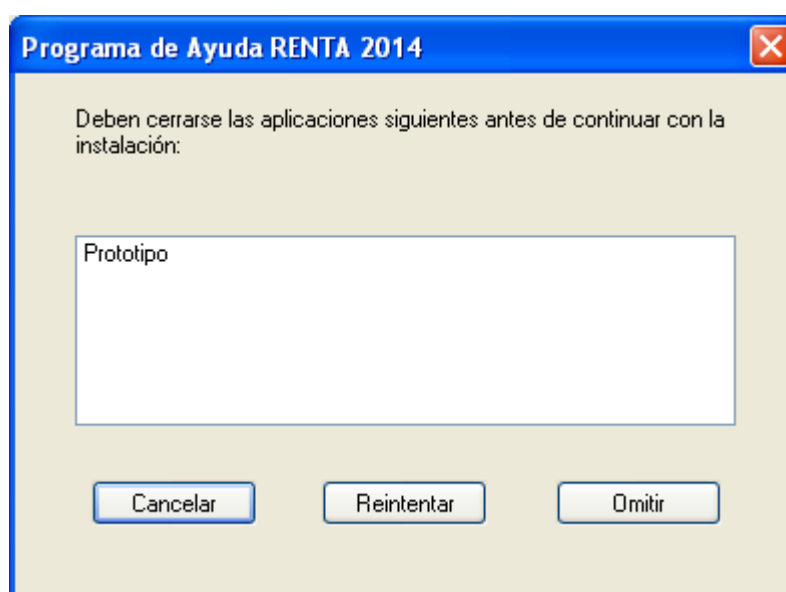 Programa de Ayuda RENTA 2014
Deben cerrarse las aplicaciones siguientes antes de continuar con la
instalación:
Prototipo
Cancelar
Reintentar
Omitir